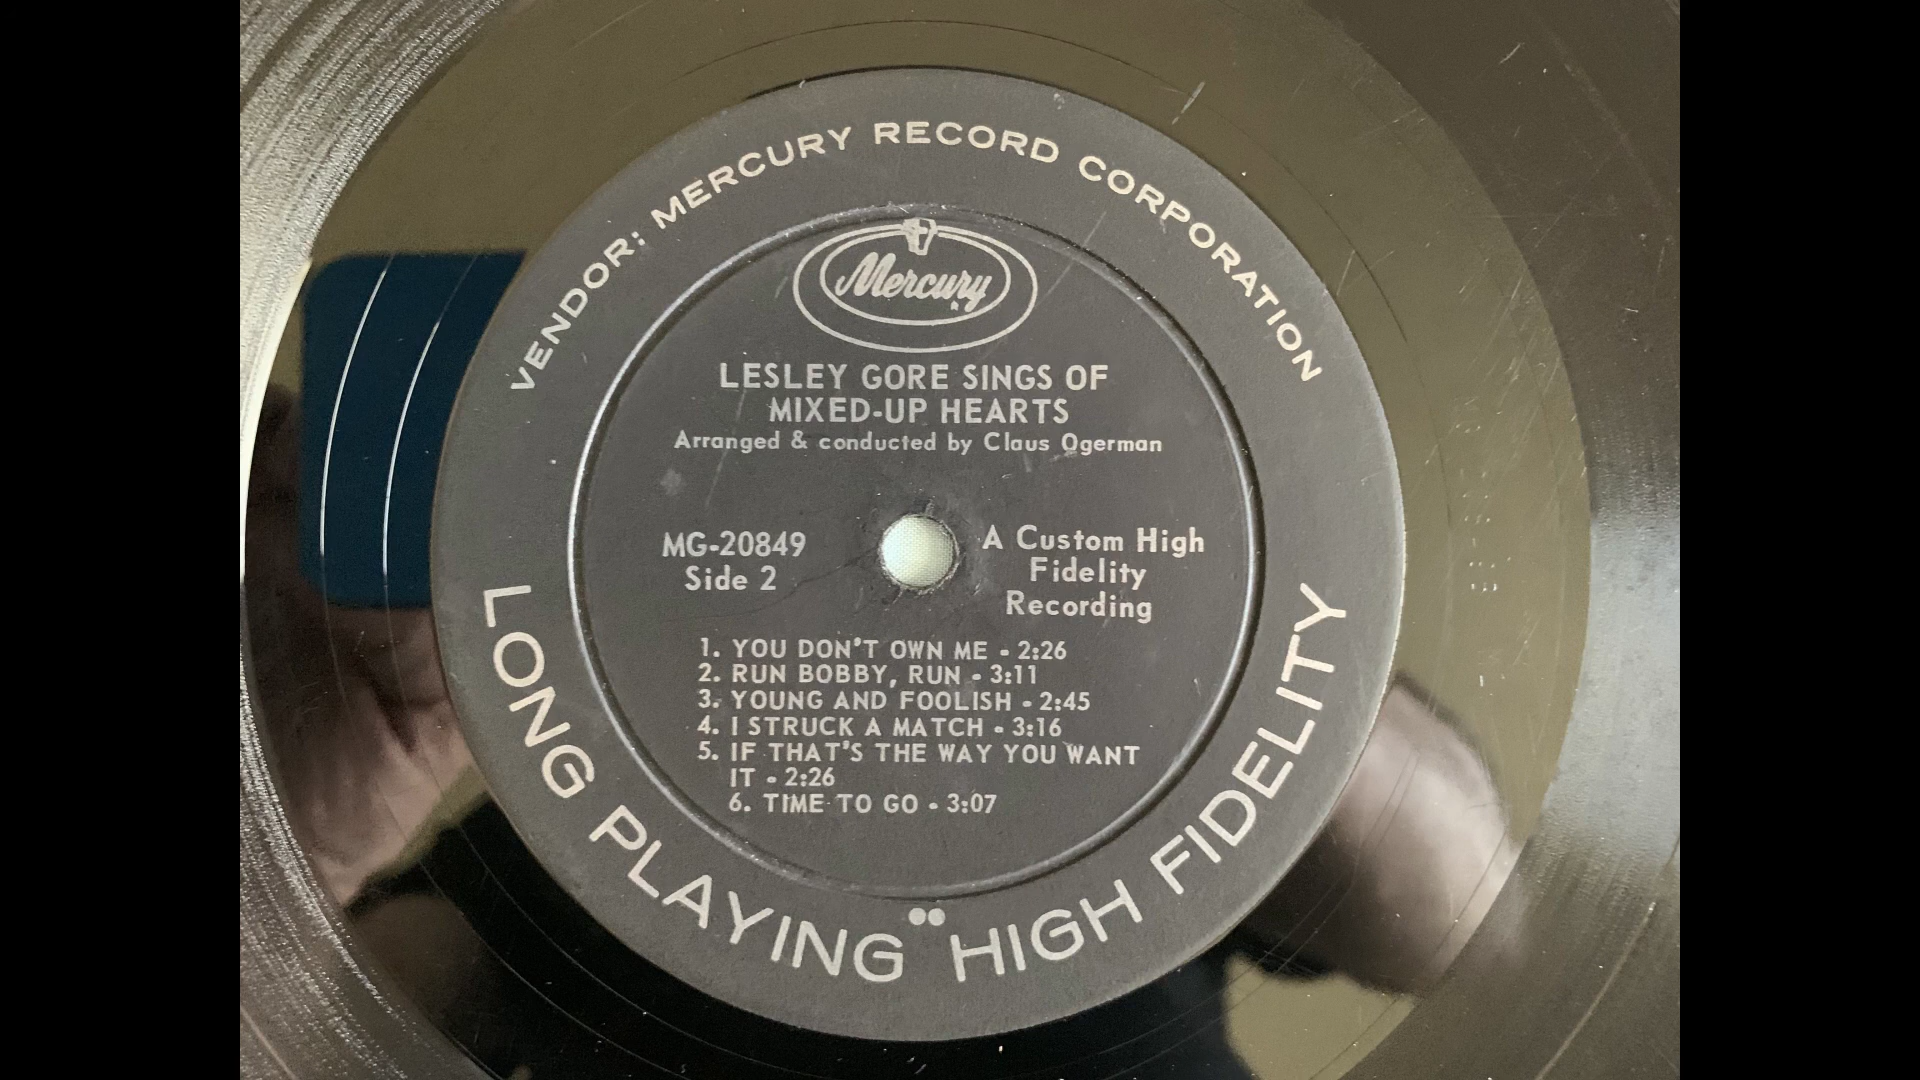 VENDOR: MERCURY RECORD CORPORATION
Mercury
LESLEY GORE SINGS OF
MIXED-UP HEARTS
Arranged & conducted by Claus Ogerman
MG-20849
Side 2
A Custom High
Fidelity
Recording
1. YOU DON'T OWN ME - 2:26
2. RUN BOBBY, RUN - 3:11
3. YOUNG AND FOOLISH - 2:45
4. I STRUCK A MATCH - 3:16
5. IF THAT'S THE WAY YOU WANT
IT - 2:26
6. TIME TO GO - 3:07
LONG PLAYING HIGH FIDELITY